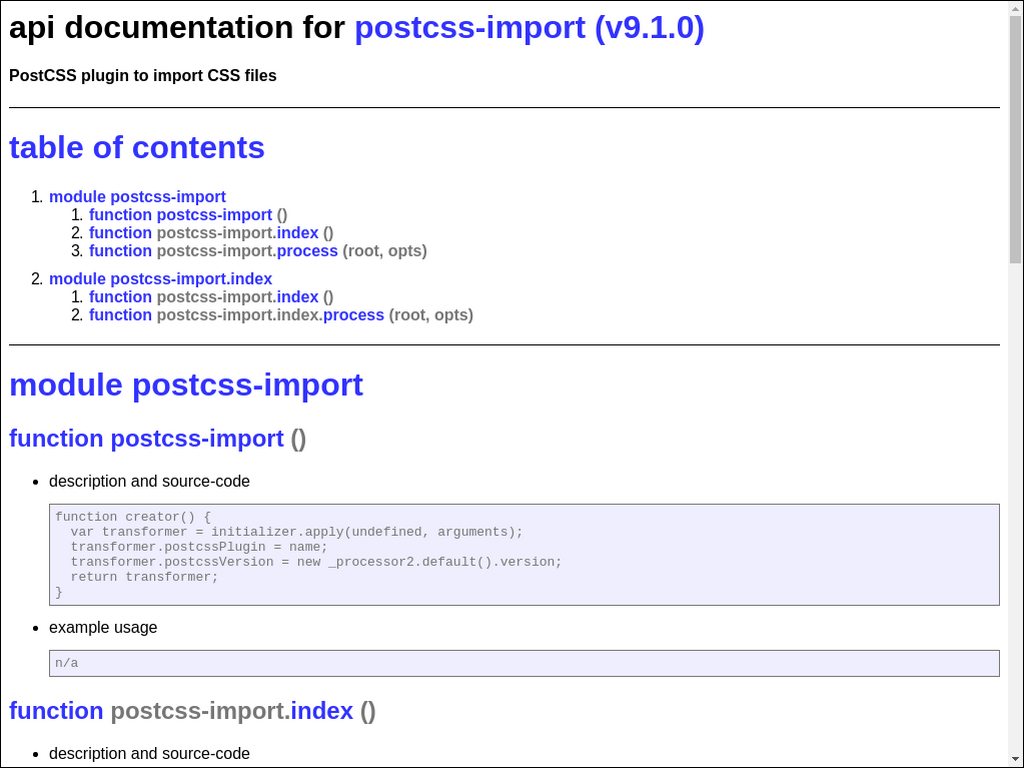 api documentation for postcss-import (v9.1.0)
PostCSS plugin to import CSS files
table of contents
1. module postcss-import
1. function postcss-import ()
2. function postcss-import.index ()
3. function postcss-import.process (root, opts)
2. module postcss-import.index
1. function postcss-import.index ()
2. function postcss-import.index.process (root, opts)
module postcss-import
function postcss-import ()
• description and source-code
function creator() {
  var transformer = initializer.apply(undefined, arguments);
  transformer.postcssPlugin = name;
  transformer.postcssVersion = new _processor2.default().version;
  return transformer;
}
• example usage
n/a
function postcss-import.index ()
• description and source-code